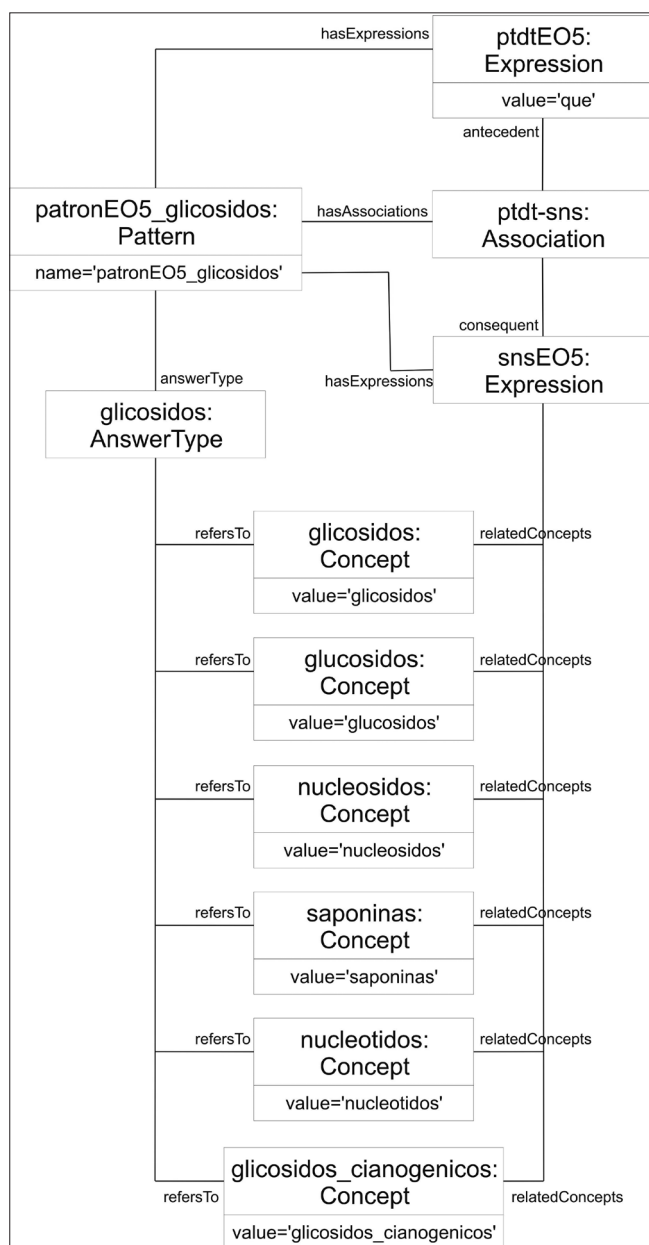 hasExpressions
ptdtEO5:
Expression
value='que'
antecedent
patronEO5_glicosidos:
Pattern
name='patronEO5_glicosidos'
hasAssociations
ptdt-sns:
Association
consequent
snsEO5:
Expression
hasExpressions
answerType
glicosidos:
AnswerType
refersTo
glicosidos:
Concept
value='glicosidos'
relatedConcepts
refersTo
glucosidos:
Concept
value='glucosidos'
relatedConcepts
refersTo
nucleosidos:
Concept
value='nucleosidos'
relatedConcepts
refersTo
saponinas:
Concept
value='saponinas'
relatedConcepts
refersTo
nucleotidos:
Concept
value='nucleotidos'
relatedConcepts
refersTo
glicosidos_cianogenicos:
Concept
value='glicosidos_cianogenicos'
relatedConcepts